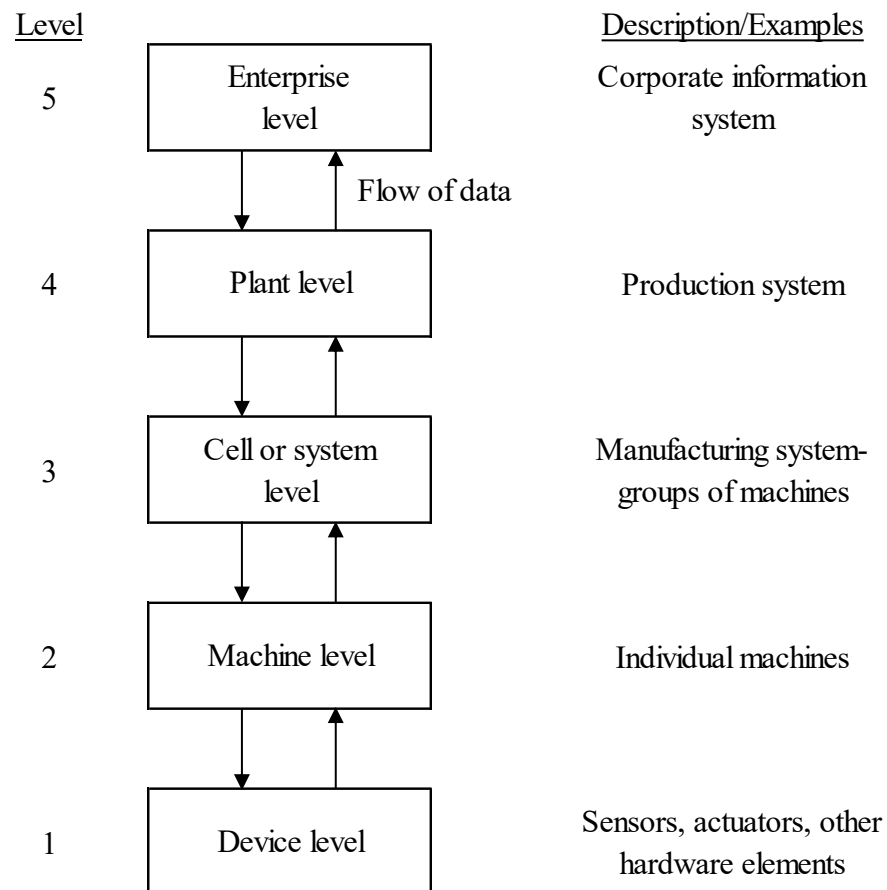 Level
Description/Examples
5
Enterprise
level
Corporate information
system
Flow of data
4
Plant level
Production system
3
Cell or system
level
Manufacturing system-
groups of machines
2
Machine level
Individual machines
1
Device level
Sensors, actuators, other
hardware elements